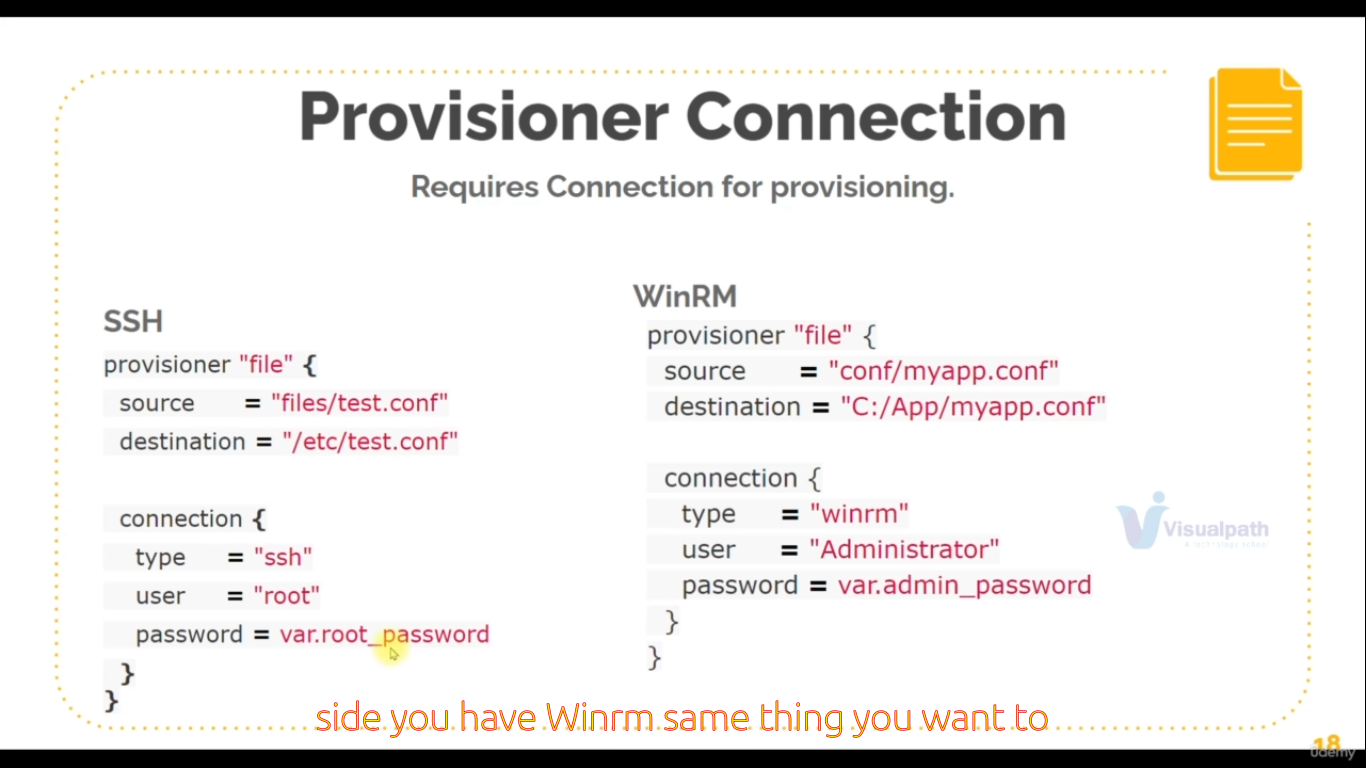 Provisioner Connection
Requires Connection for provisioning.
SSH
provisioner "file" {
source = "files/test.conf"
destination = "/etc/test.conf"
connection {
type = "ssh"
user = "root"
password = var.root_password
}
}
WinRM
provisioner "file" {
source = "conf/myapp.conf"
destination = "C:/App/myapp.conf"
connection {
type = "winrm"
user = "Administrator"
password = var.admin_password
}
}
Visualpath
side you have Winrm same thing you want to
18
udemy